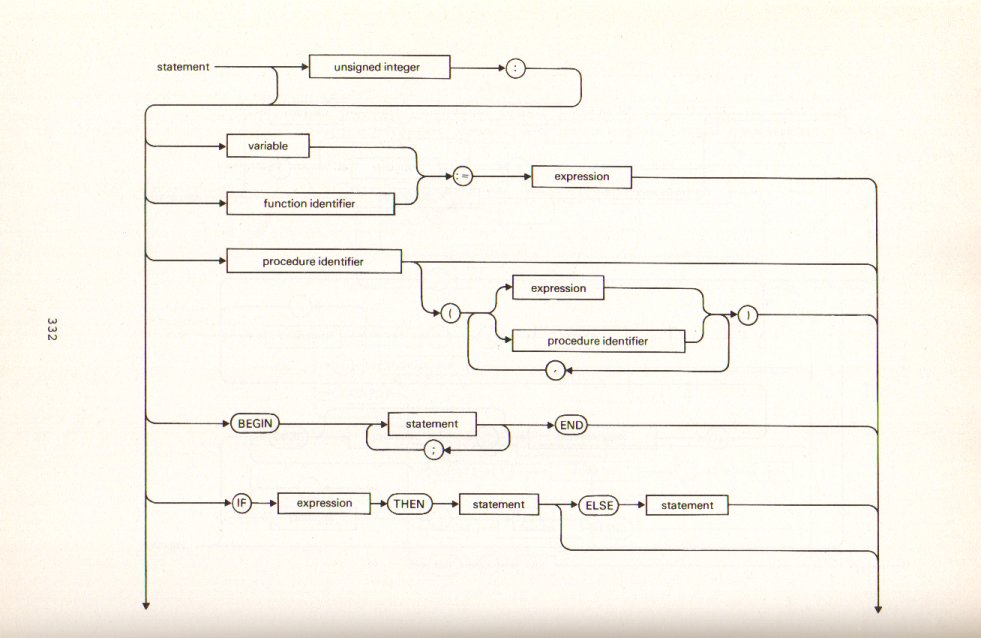 statement unsigned integer :
variable
:= expression
function identifier
procedure identifier
expression
( )
procedure identifier
,
BEGIN statement END
;
IF expression THEN statement ELSE statement
332